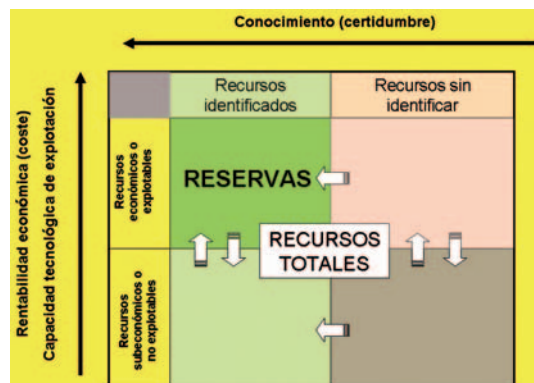 Conocimiento (certidumbre)
Rentabilidad económica (coste)
Capacidad tecnológica de explotación
Recursos
identificados
Recursos sin
identificar
Recursos
económicos o
explotables
RESERVAS
RECURSOS
TOTALES
Recursos
subeconómicos o
no explotables